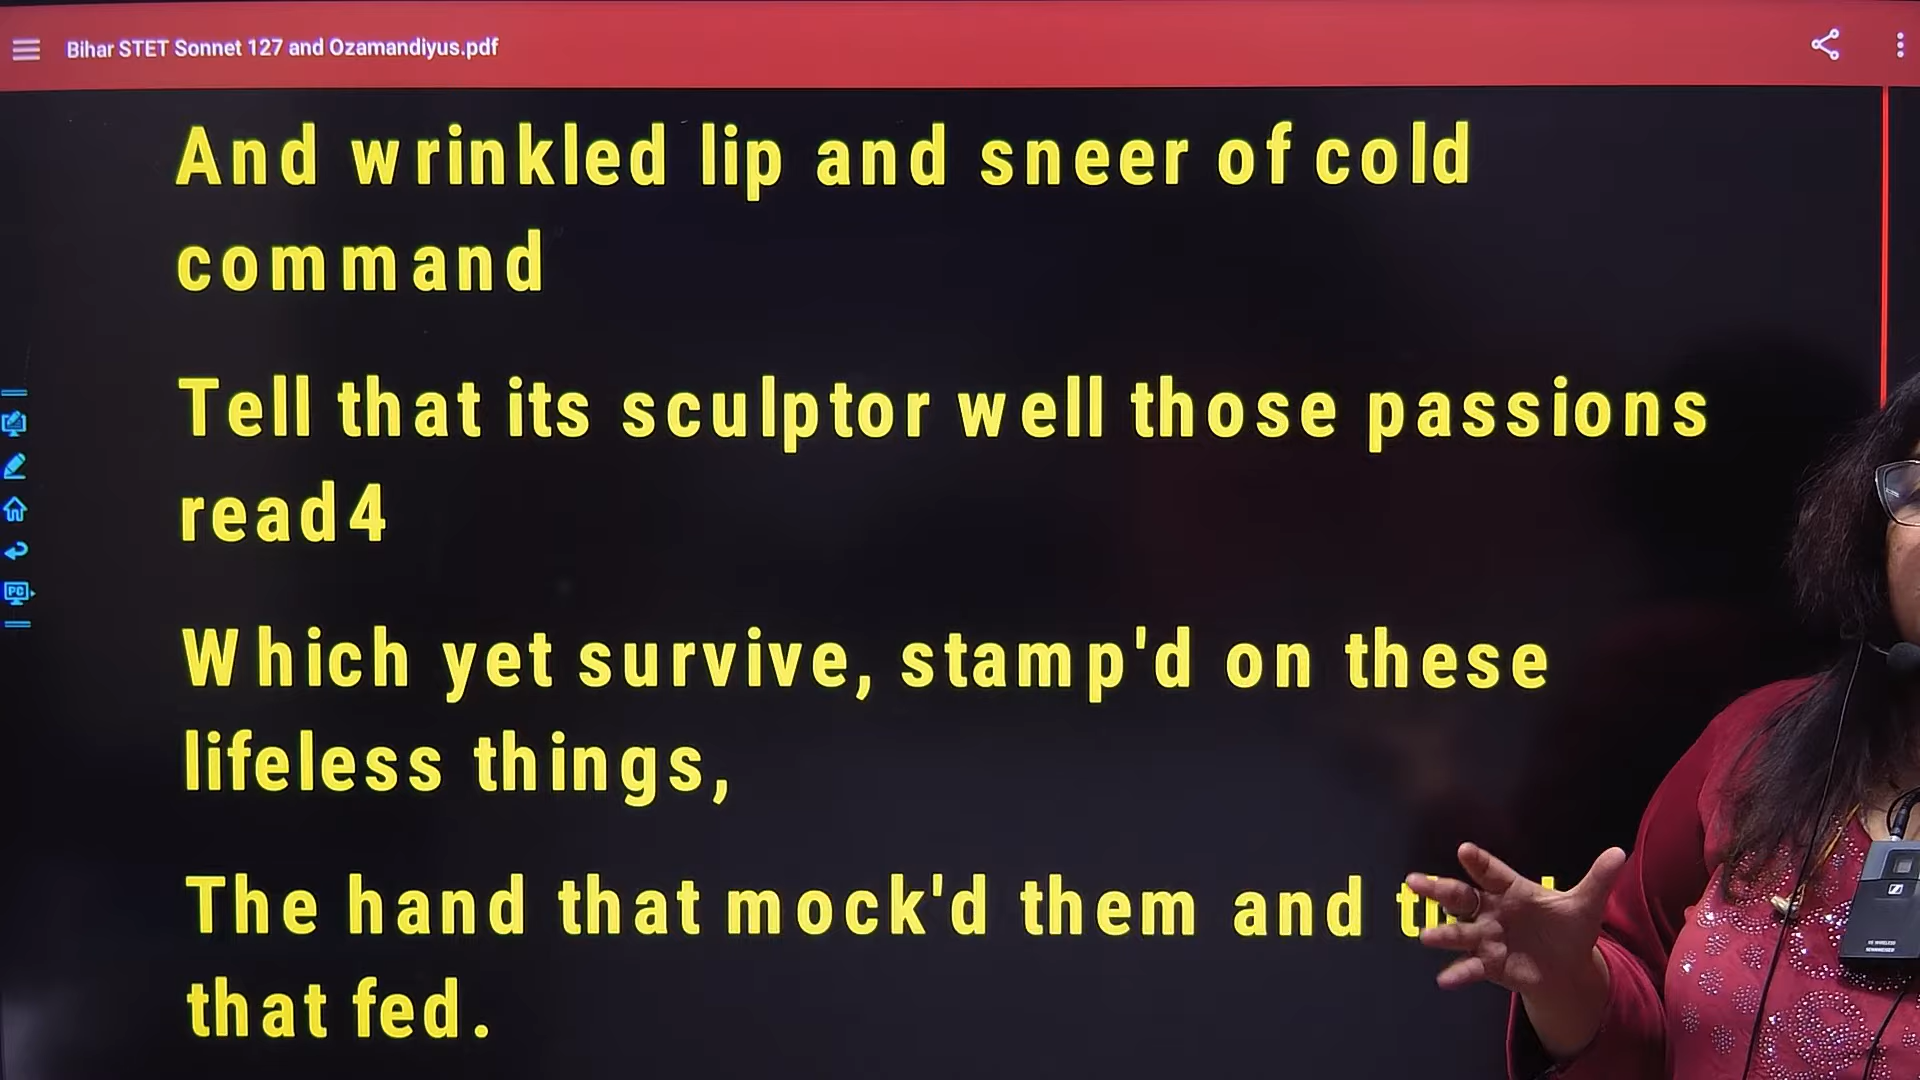 Bihar STET Sonnet 127 and Ozamandiyus.pdf
And wrinkled lip and sneer of cold
command
Tell that its sculptor well those passions
read4
Which yet survive, stamp'd on these
lifeless things,
The hand that mock'd them and
that fed.
PC